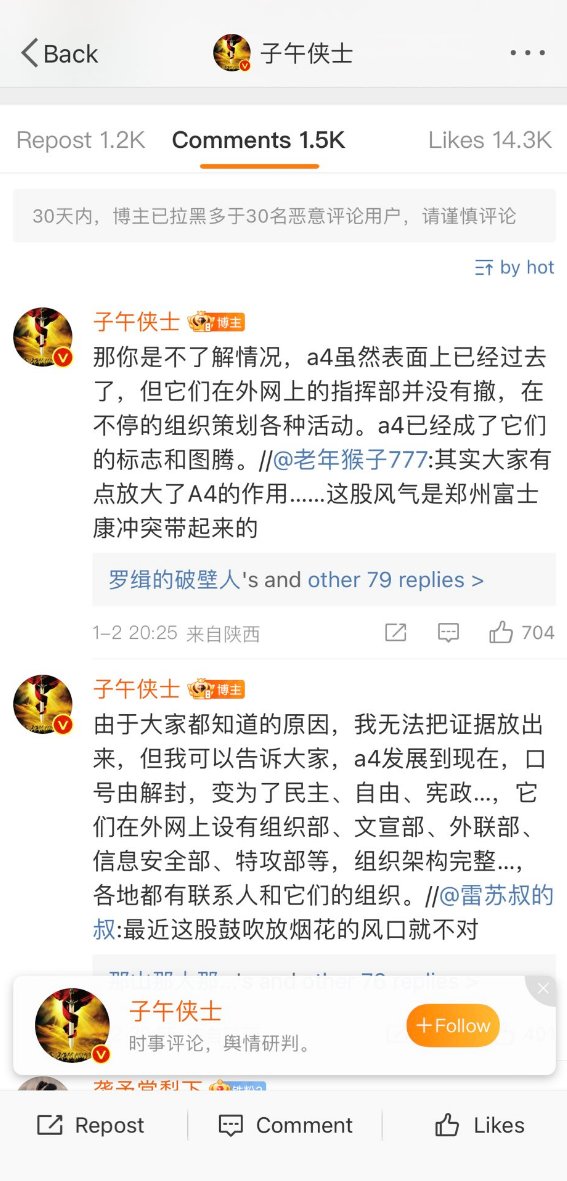 Back
子午侠士
Repost 1.2K
Comments 1.5K
Likes 14.3K
30天内，博主已拉黑多于30名恶意评论用户，请谨慎评论
by hot
子午侠士 博主
那你是不了解情况，a4虽然表面上已经过去
了，但它们在外网上的指挥部并没有撤，在
不停的组织策划各种活动。a4已经成了它们
的标志和图腾。//@老年猴子777:其实大家有
点放大了A4的作用……这股风气是郑州富士
康冲突带起来的
罗缉的破壁人's and other 79 replies >
1-2 20:25 来自陕西
704
子午侠士 博主
由于大家都知道的原因，我无法把证据放出
来，但我可以告诉大家，a4发展到现在，口
号由解封，变为了民主、自由、宪政...，它
们在外网上设有组织部、文宣部、外联部、
信息安全部、特攻部等，组织架构完整...，
各地都有联系人和它们的组织。//@雷苏叔的
叔:最近这股鼓吹放烟花的风口就不对
那山那人那...'s and other 78 replies >
子午侠士
时事评论，舆情研判。
+Follow
401
Repost
Comment
Likes